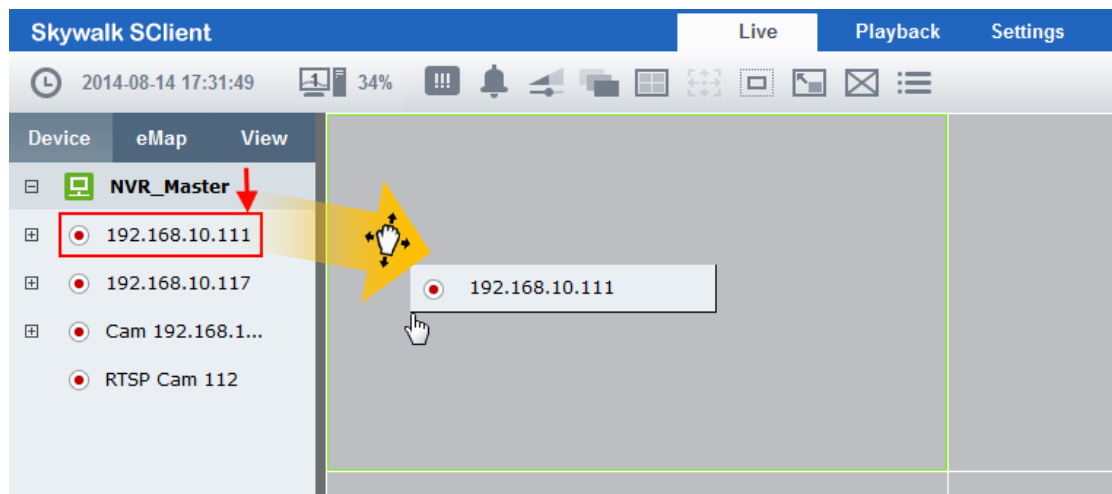 Skywalk SClient Live Playback Settings
2014-08-14 17:31:49 1 34% !!!
Device eMap View
NVR_Master
192.168.10.111
192.168.10.117
192.168.10.111
Cam 192.168.1...
RTSP Cam 112